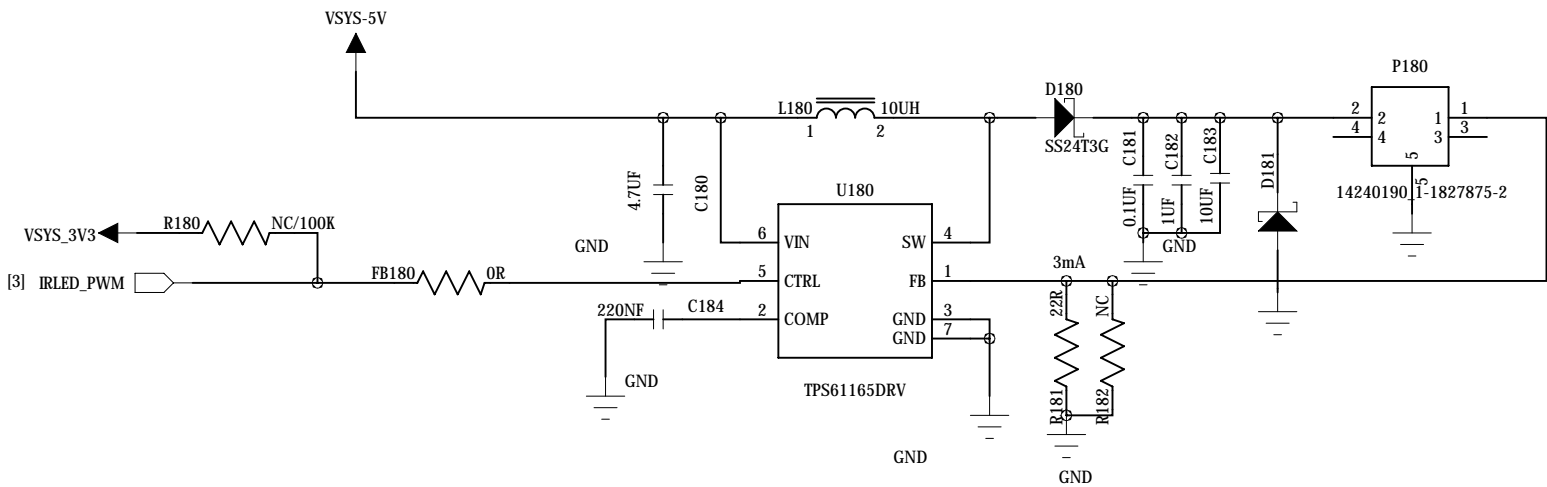 VSYS-5V
P180
D180
L180 10UH
1 2
SS24T3G
C181
C182
C183
0.1UF
1UF
10UF
GND
D181
2 2 1 1
4 4 3 3
5
5
14240190_1-1827875-2
4.7UF
C180
GND
U180
6 VIN SW 4
5 CTRL FB 1
2 COMP GND 3
GND 7
TPS61165DRV
VSYS_3V3 R180 NC/100K
[3] IRLED_PWM FB180 0R
220NF C184
GND
3mA
22R
NC
R181
R182
GND
GND